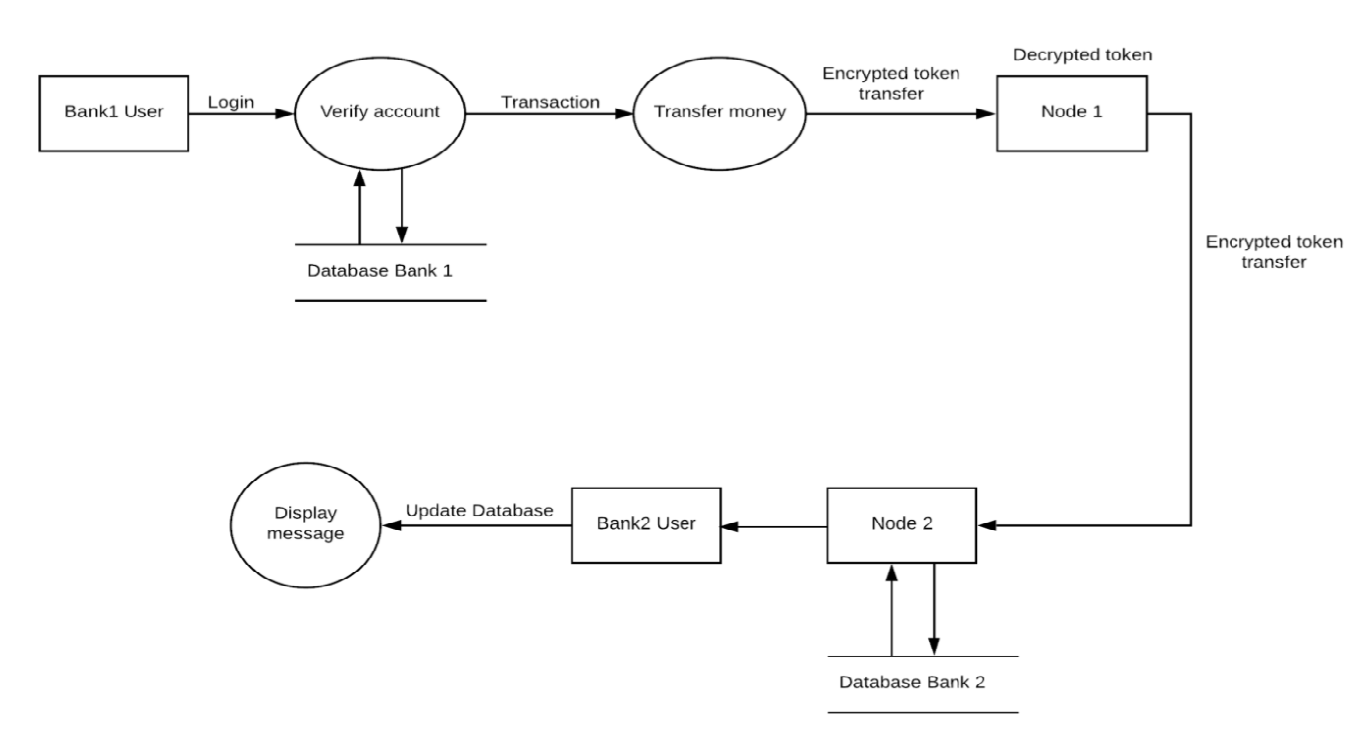 Decrypted token
Encrypted token
transfer
Bank1 User
Login
Verify account
Transaction
Transfer money
Node 1
Encrypted token
transfer
Database Bank 1
Display
message
Update Database
Bank2 User
Node 2
Database Bank 2